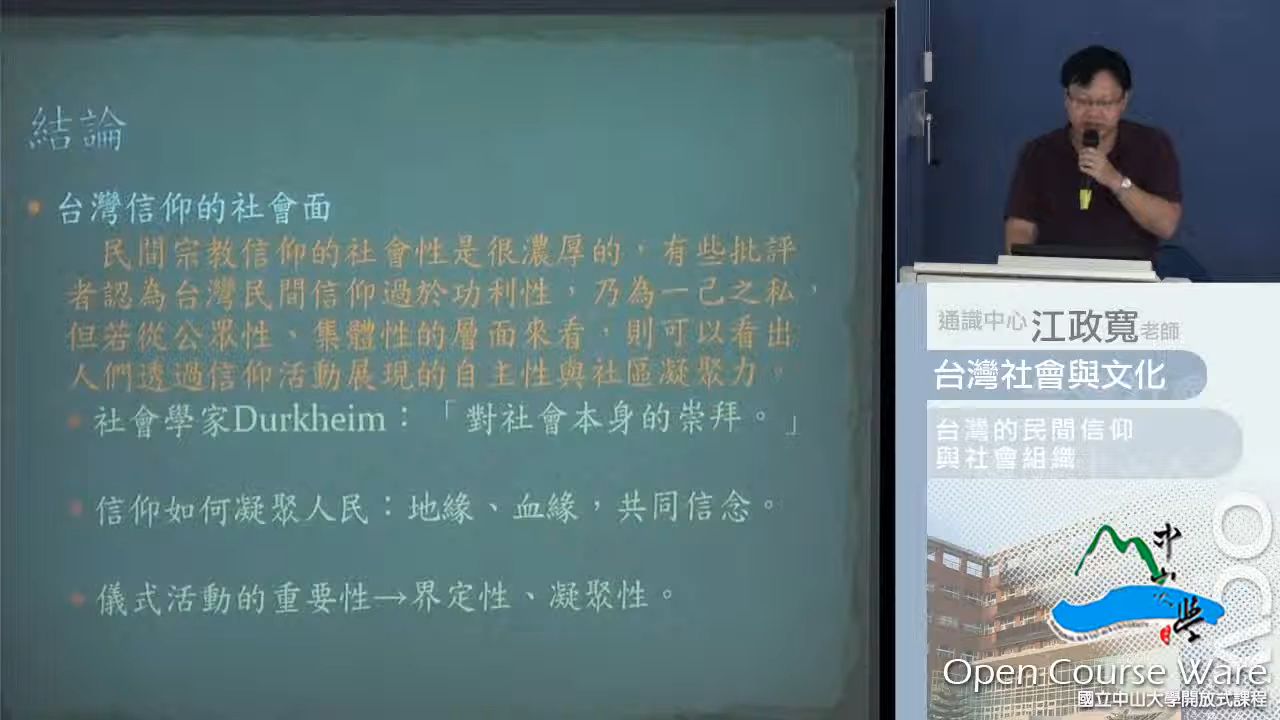 結論
台灣信仰的社會面
民間宗教信仰的社會性是很濃厚的，有些批評
者認為台灣民間信仰過於功利性，乃為一己之私，
但若從公眾性、集體性的層面來看，則可以看出
人們透過信仰活動展現的自主性與社區凝聚力。
社會學家Durkheim：「對社會本身的崇拜。」
信仰如何凝聚人民：地緣、血緣，共同信念。
儀式活動的重要性→界定性、凝聚性。
通識中心 江政寬 老師
台灣社會與文化
台灣的民間信仰
與社會組織
中山大學
Open Course Ware
國立中山大學開放式課程